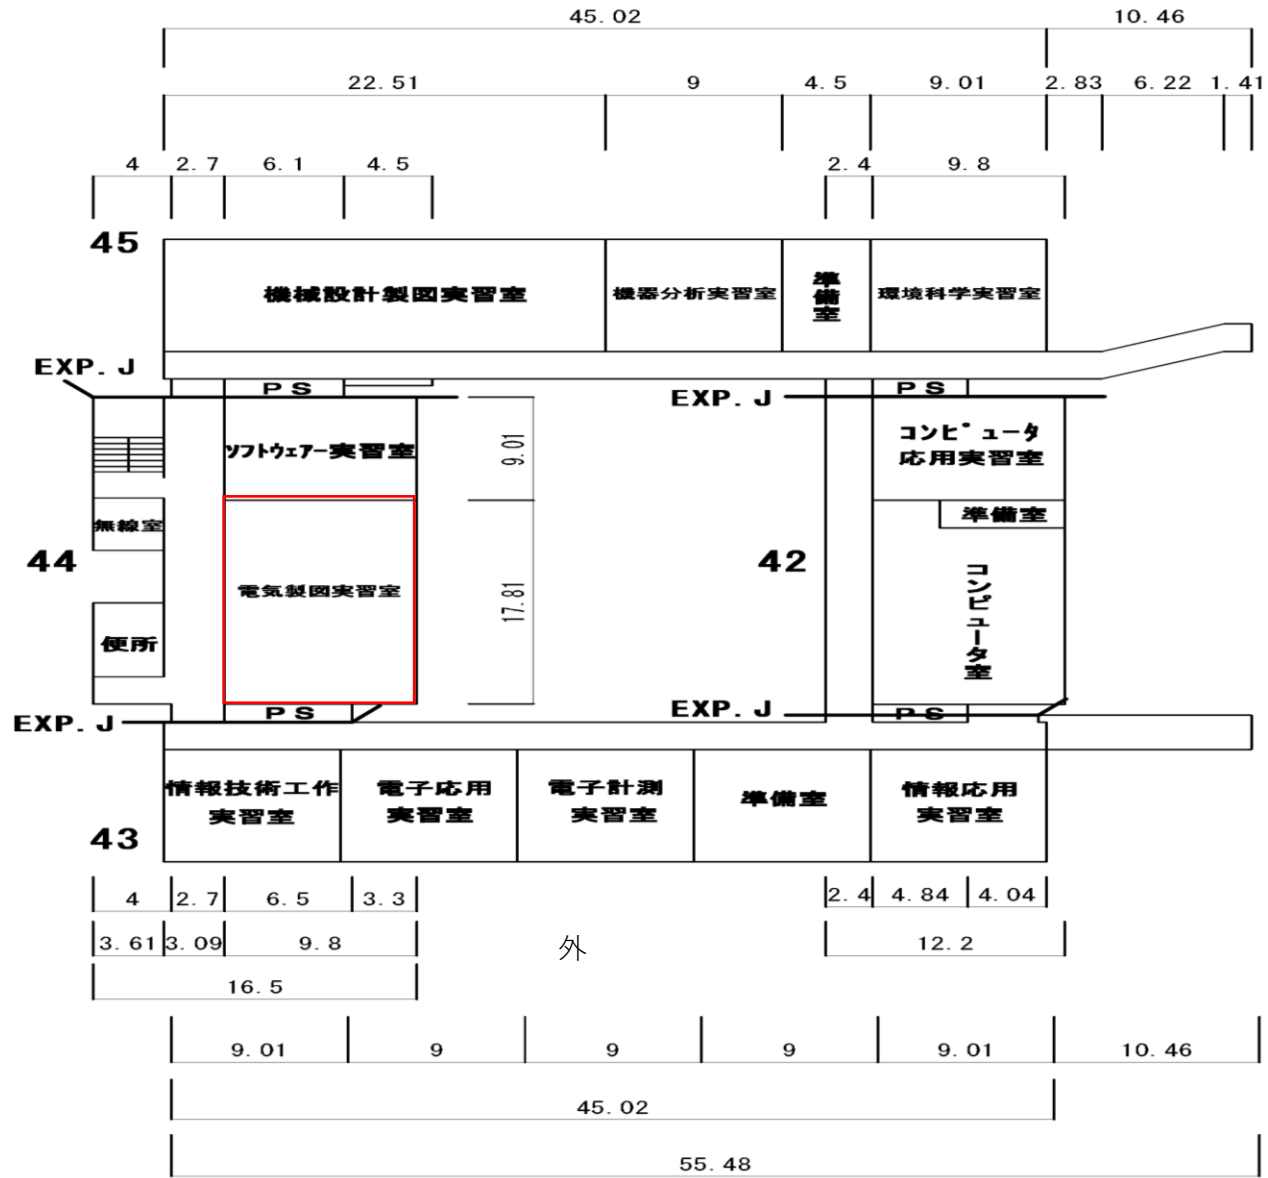 45.02
10.46
22.51
9
4.5
9.01
2.83
6.22
1.41
4
2.7
6.1
4.5
2.4
9.8
45
機械設計製図実習室
機器分析実習室
準備室
環境科学実習室
EXP. J
PS
EXP. J
PS
ソフトウェアー実習室
9.01
コンピュータ
応用実習室
無線室
準備室
44
電気製図実習室
17.81
42
コンピュータ室
便所
EXP. J
PS
EXP. J
PS
情報技術工作
実習室
電子応用
実習室
電子計測
実習室
準備室
情報応用
実習室
43
4
2.7
6.5
3.3
2.4
4.84
4.04
3.61
3.09
9.8
外
12.2
16.5
9.01
9
9
9
9.01
10.46
45.02
55.48